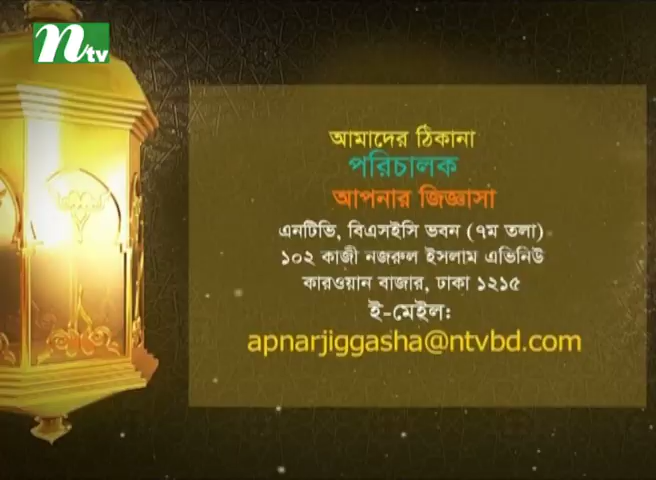 ntv
আমাদের ঠিকানা
পরিচালক
আপনার জিজ্ঞাসা
এনটিভি, বিএসইসি ভবন (৭ম তলা)
১০২ কাজী নজরুল ইসলাম এভিনিউ
কারওয়ান বাজার, ঢাকা ১২১৫
ই-মেইল:
apnarjiggasha@ntvbd.com